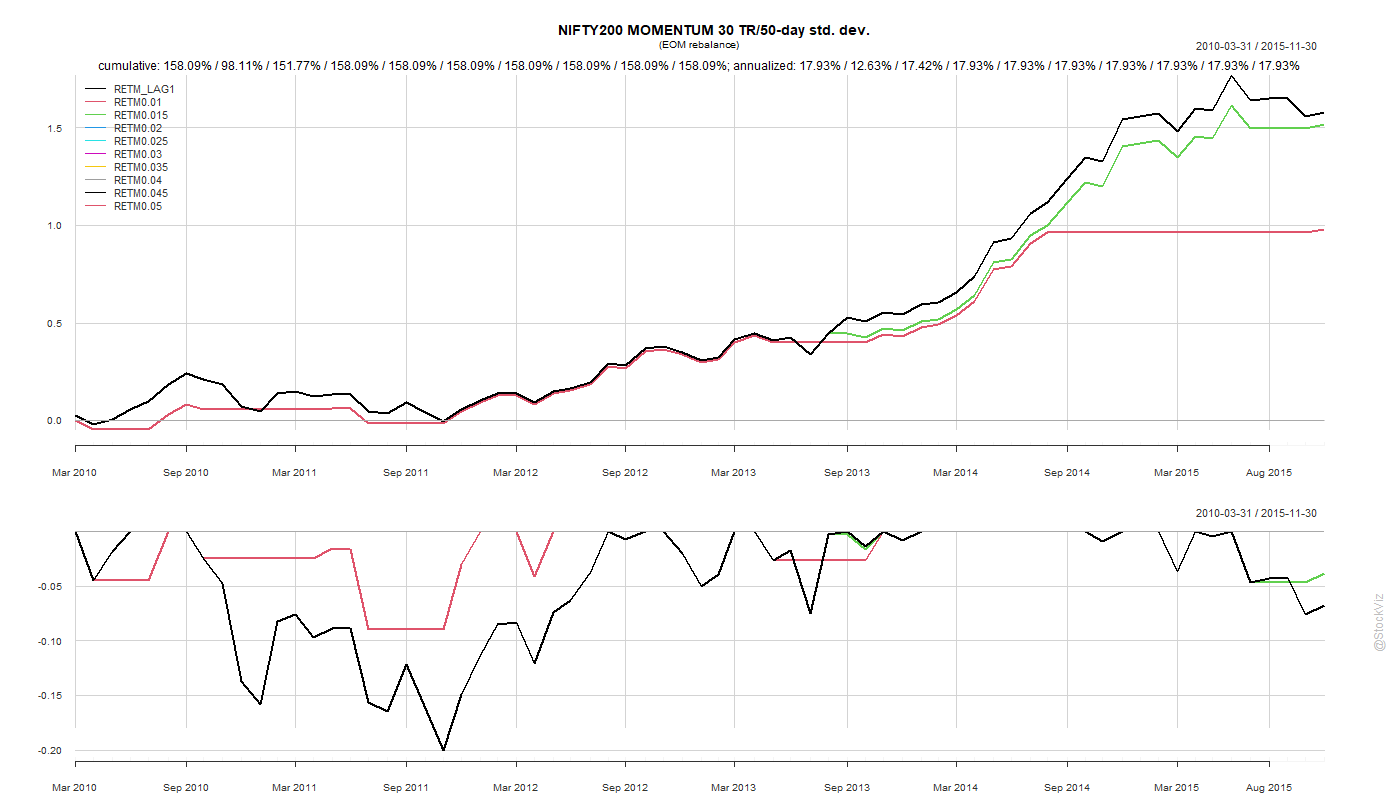 NIFTY200 MOMENTUM 30 TR/50-day std. dev.
(EOM rebalance)
2010-03-31 / 2015-11-30
cumulative: 158.09% / 98.11% / 151.77% / 158.09% / 158.09% / 158.09% / 158.09% / 158.09% / 158.09% / 158.09%; annualized: 17.93% / 12.63% / 17.42% / 17.93% / 17.93% / 17.93% / 17.93% / 17.93% / 17.93% / 17.93%
RETM_LAG1
RETM0.01
RETM0.015
RETM0.02
RETM0.025
RETM0.03
RETM0.035
RETM0.04
RETM0.045
RETM0.05
1.5
1.0
0.5
0.0
Mar 2010 Sep 2010 Mar 2011 Sep 2011 Mar 2012 Sep 2012 Mar 2013 Sep 2013 Mar 2014 Sep 2014 Mar 2015 Aug 2015
2010-03-31 / 2015-11-30
-0.05
-0.10
-0.15
-0.20
Mar 2010 Sep 2010 Mar 2011 Sep 2011 Mar 2012 Sep 2012 Mar 2013 Sep 2013 Mar 2014 Sep 2014 Mar 2015 Aug 2015
@StockViz